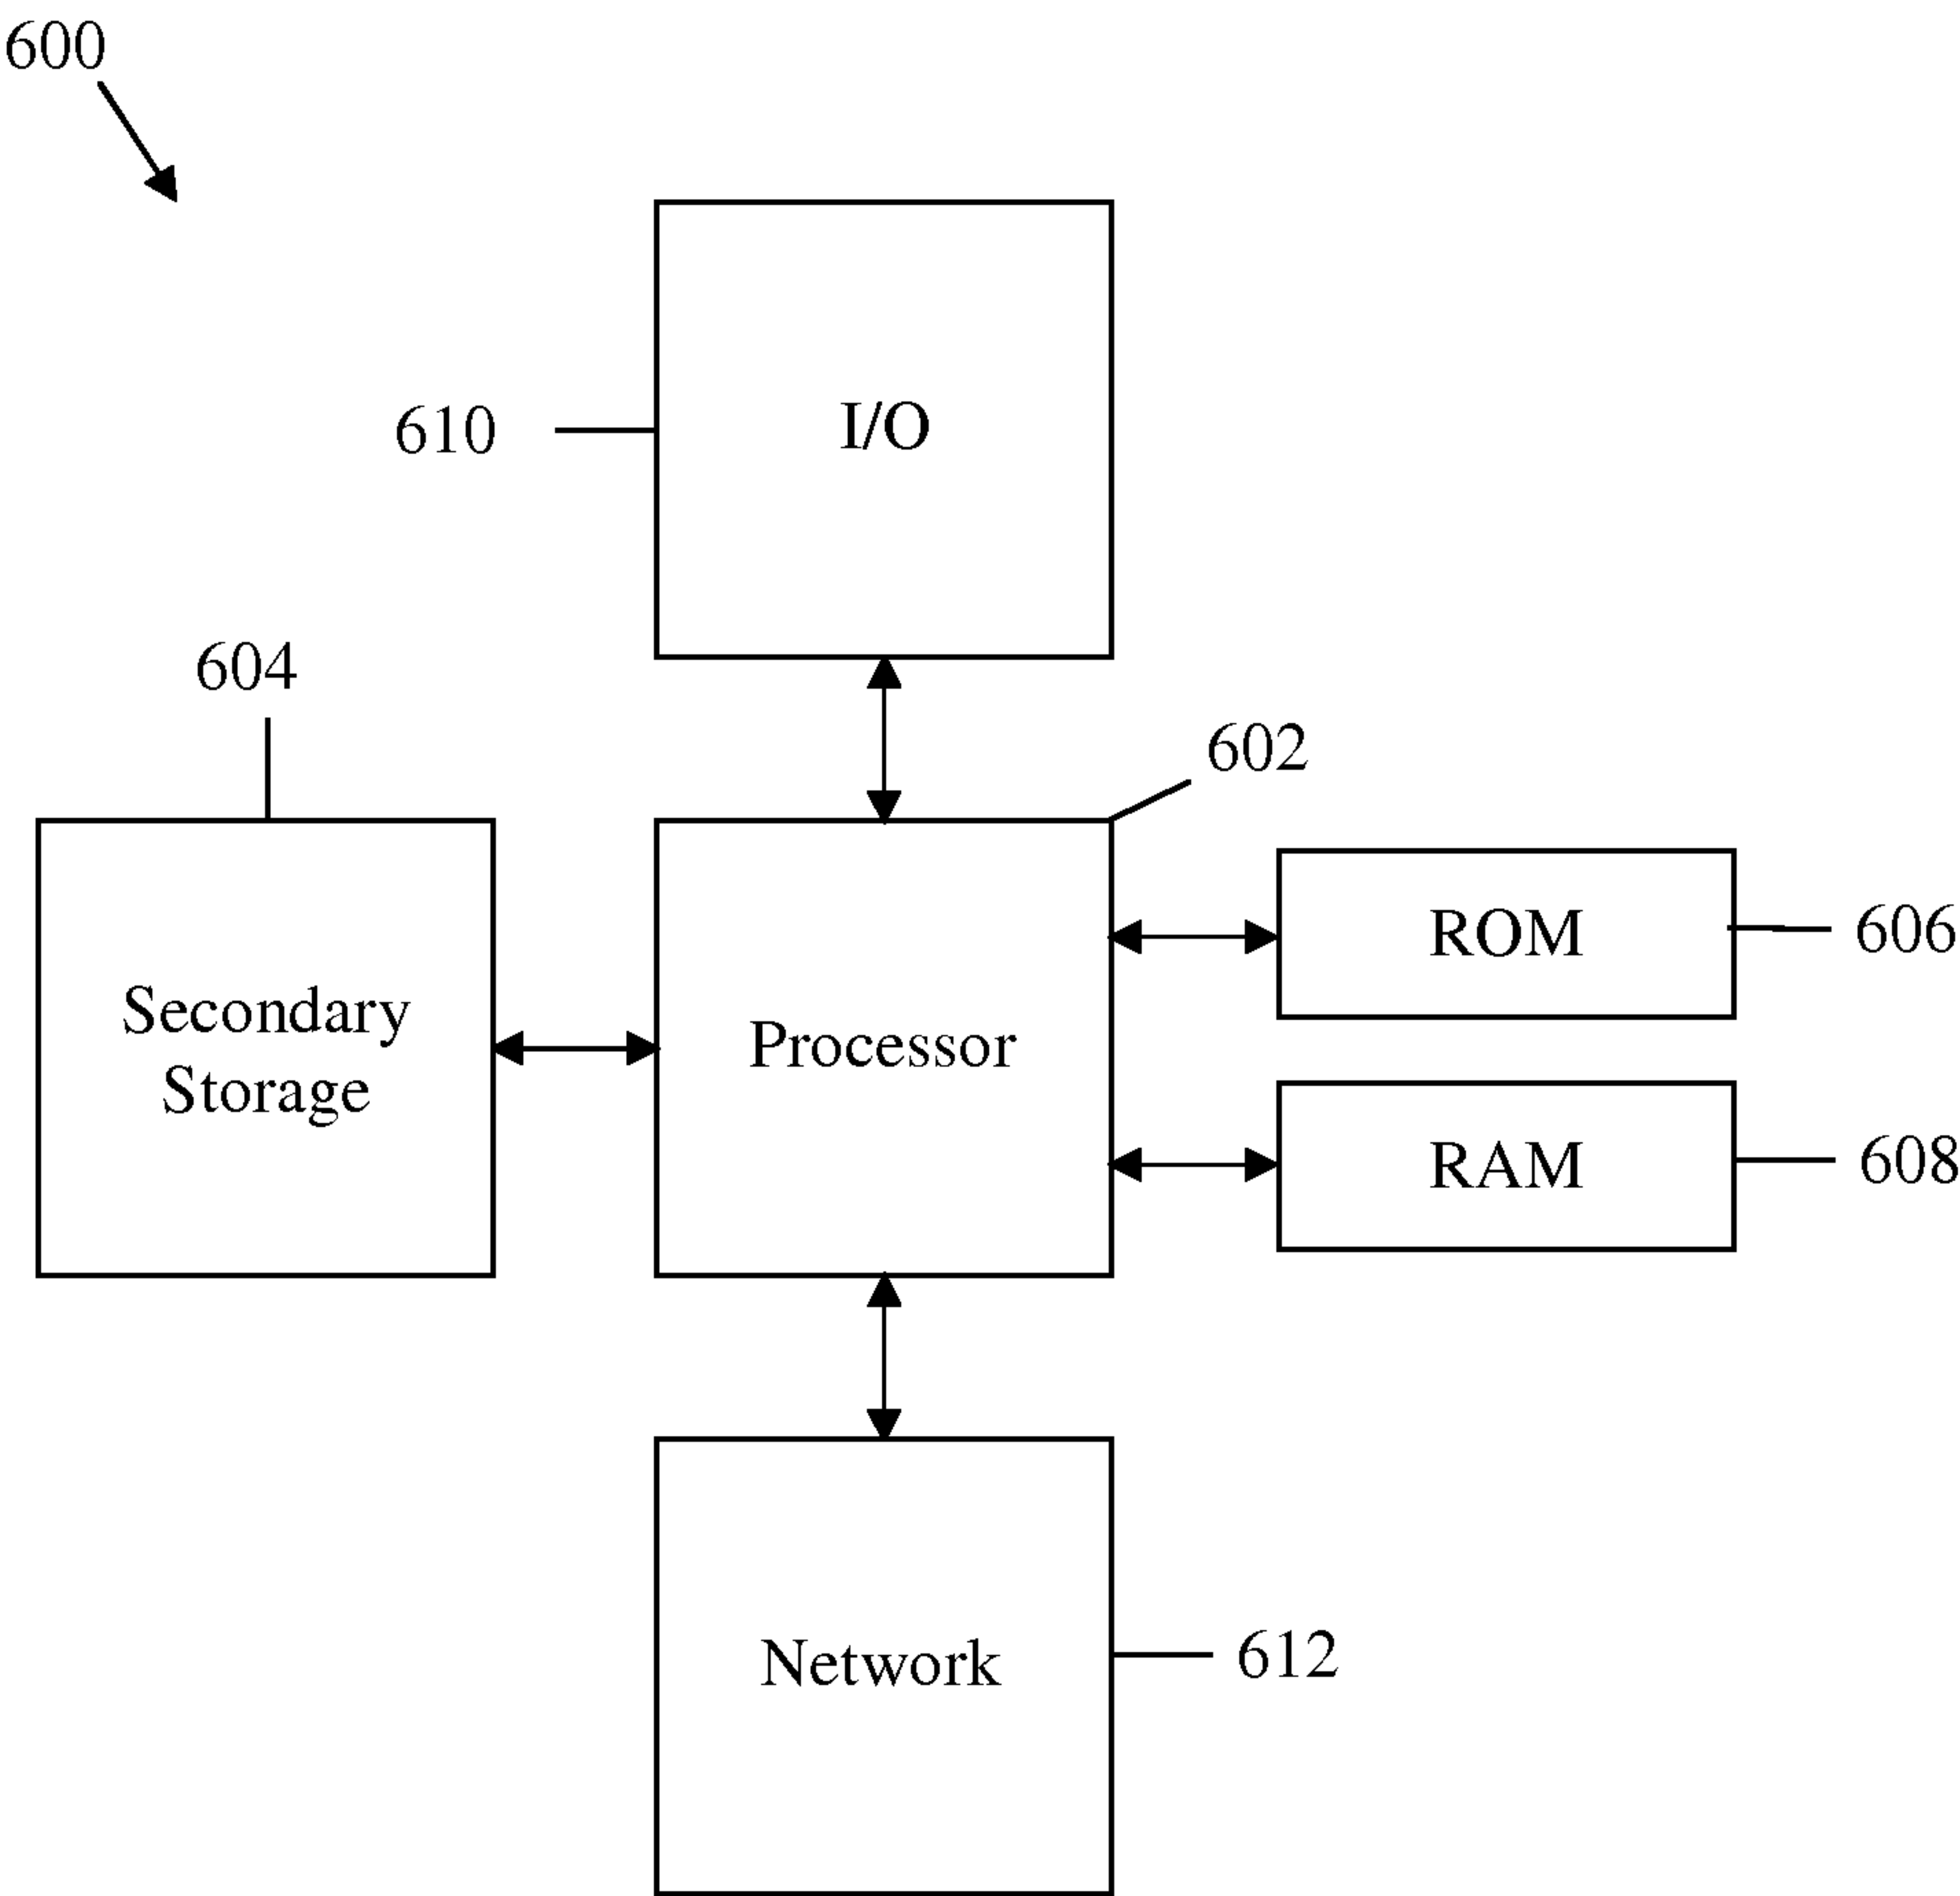 600
I/O
610
604
602
Secondary
Storage
Processor
ROM
606
RAM
608
Network
612